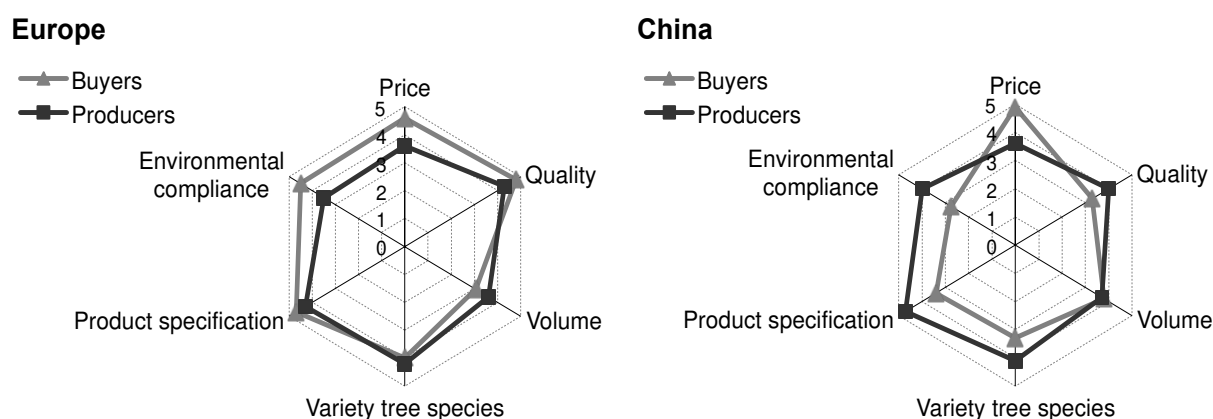 Europe
Buyers
Producers
Price
5
4
3
2
1
0
Environmental
compliance
Quality
Product specification
Volume
Variety tree species
China
Buyers
Producers
Price
5
4
3
2
1
0
Environmental
compliance
Quality
Product specification
Volume
Variety tree species